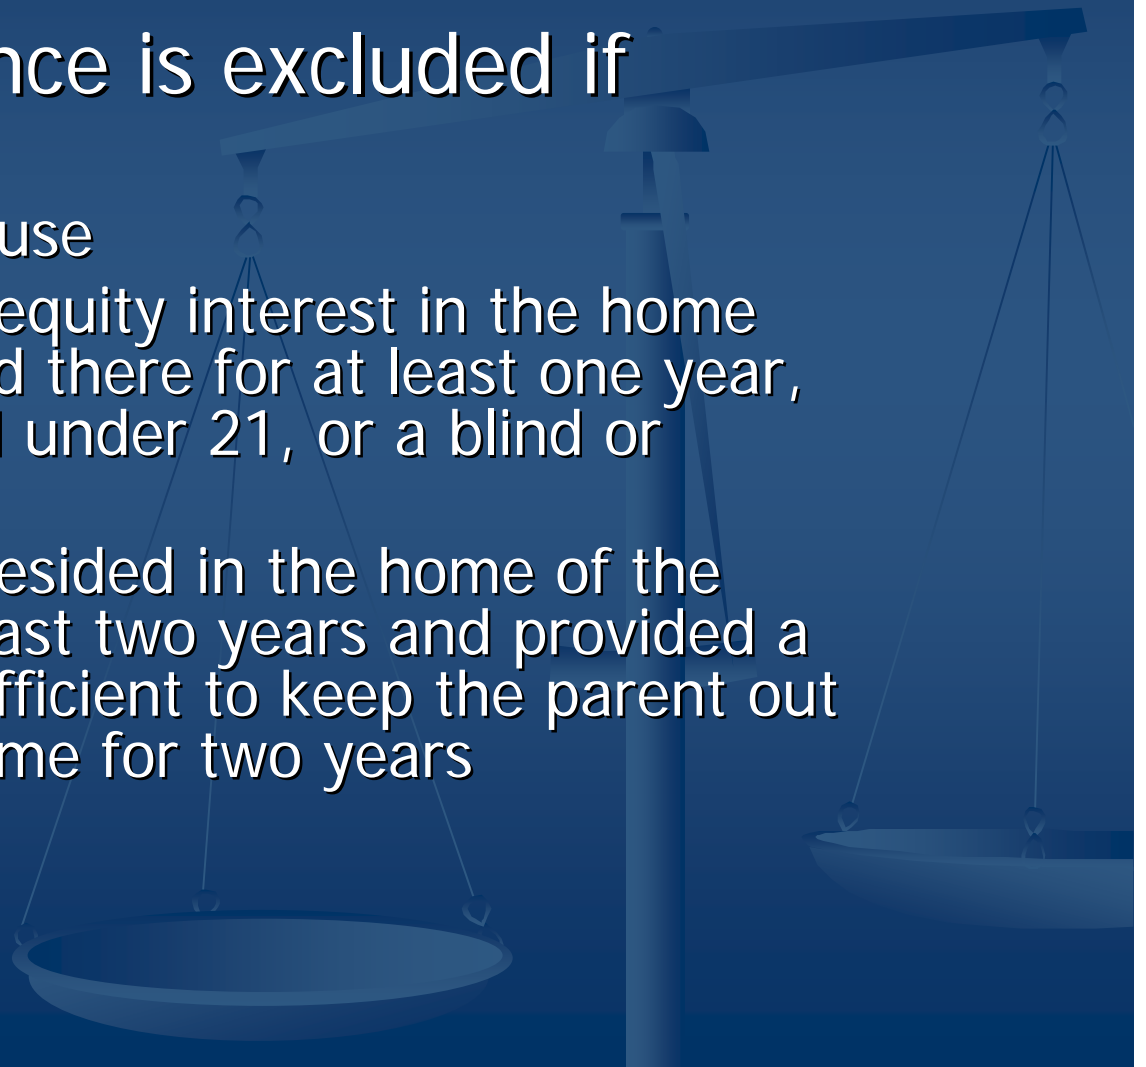 nce is excluded if
use
equity interest in the home
d there for at least one year,
under 21, or a blind or
esided in the home of the
ast two years and provided a
fficient to keep the parent out
me for two years